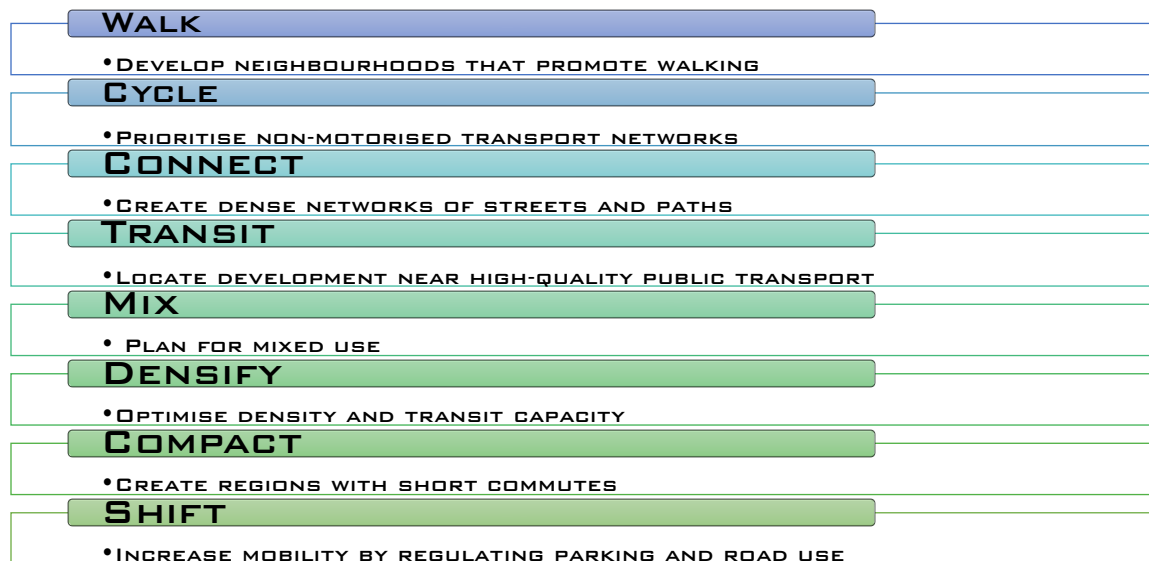 Walk
•Develop neighbourhoods that promote walking
Cycle
•Prioritise non-motorised transport networks
Connect
•Create dense networks of streets and paths
Transit
•Locate development near high-quality public transport
Mix
• Plan for mixed use
Densify
•Optimise density and transit capacity
Compact
•Create regions with short commutes
Shift
•Increase mobility by regulating parking and road use